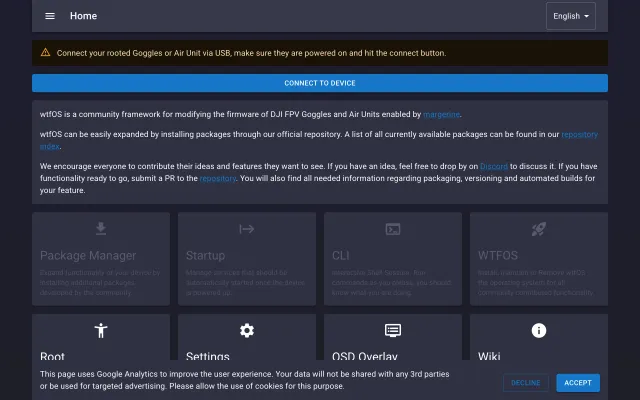 Home
English
Connect your rooted Goggles or Air Unit via USB, make sure they are powered on and hit the connect button.
CONNECT TO DEVICE
wtfOS is a community framework for modifying the firmware of DJI FPV Goggles and Air Units enabled by margerine.
wtfOS can be easily expanded by installing packages through our official repository. A list of all currently available packages can be found in our repository
index.
We encourage everyone to contribute their ideas and features they want to see. If you have an idea, feel free to drop by on Discord to discuss it. If you have
functionality ready to go, submit a PR to the repository. You will also find all needed information regarding packaging, versioning and automated builds for
your feature.
Package Manager
Expand functionality of your device by
installing additional packages
developed by the community.
Startup
Manage services that should be
automatically started once the device
is powered up.
CLI
commands as you please, you should
know what you are doing.
WTFOS
Install, maintain or remove wtfOS
the operating system for all
community contributed functionality.
Root
Settings
OSD Overlay
Wiki
This page uses Google Analytics to improve the user experience. Your data will not be shared with any 3rd parties
or be used for targeted advertising. Please allow the use of cookies for this purpose.
DECLINE
ACCEPT